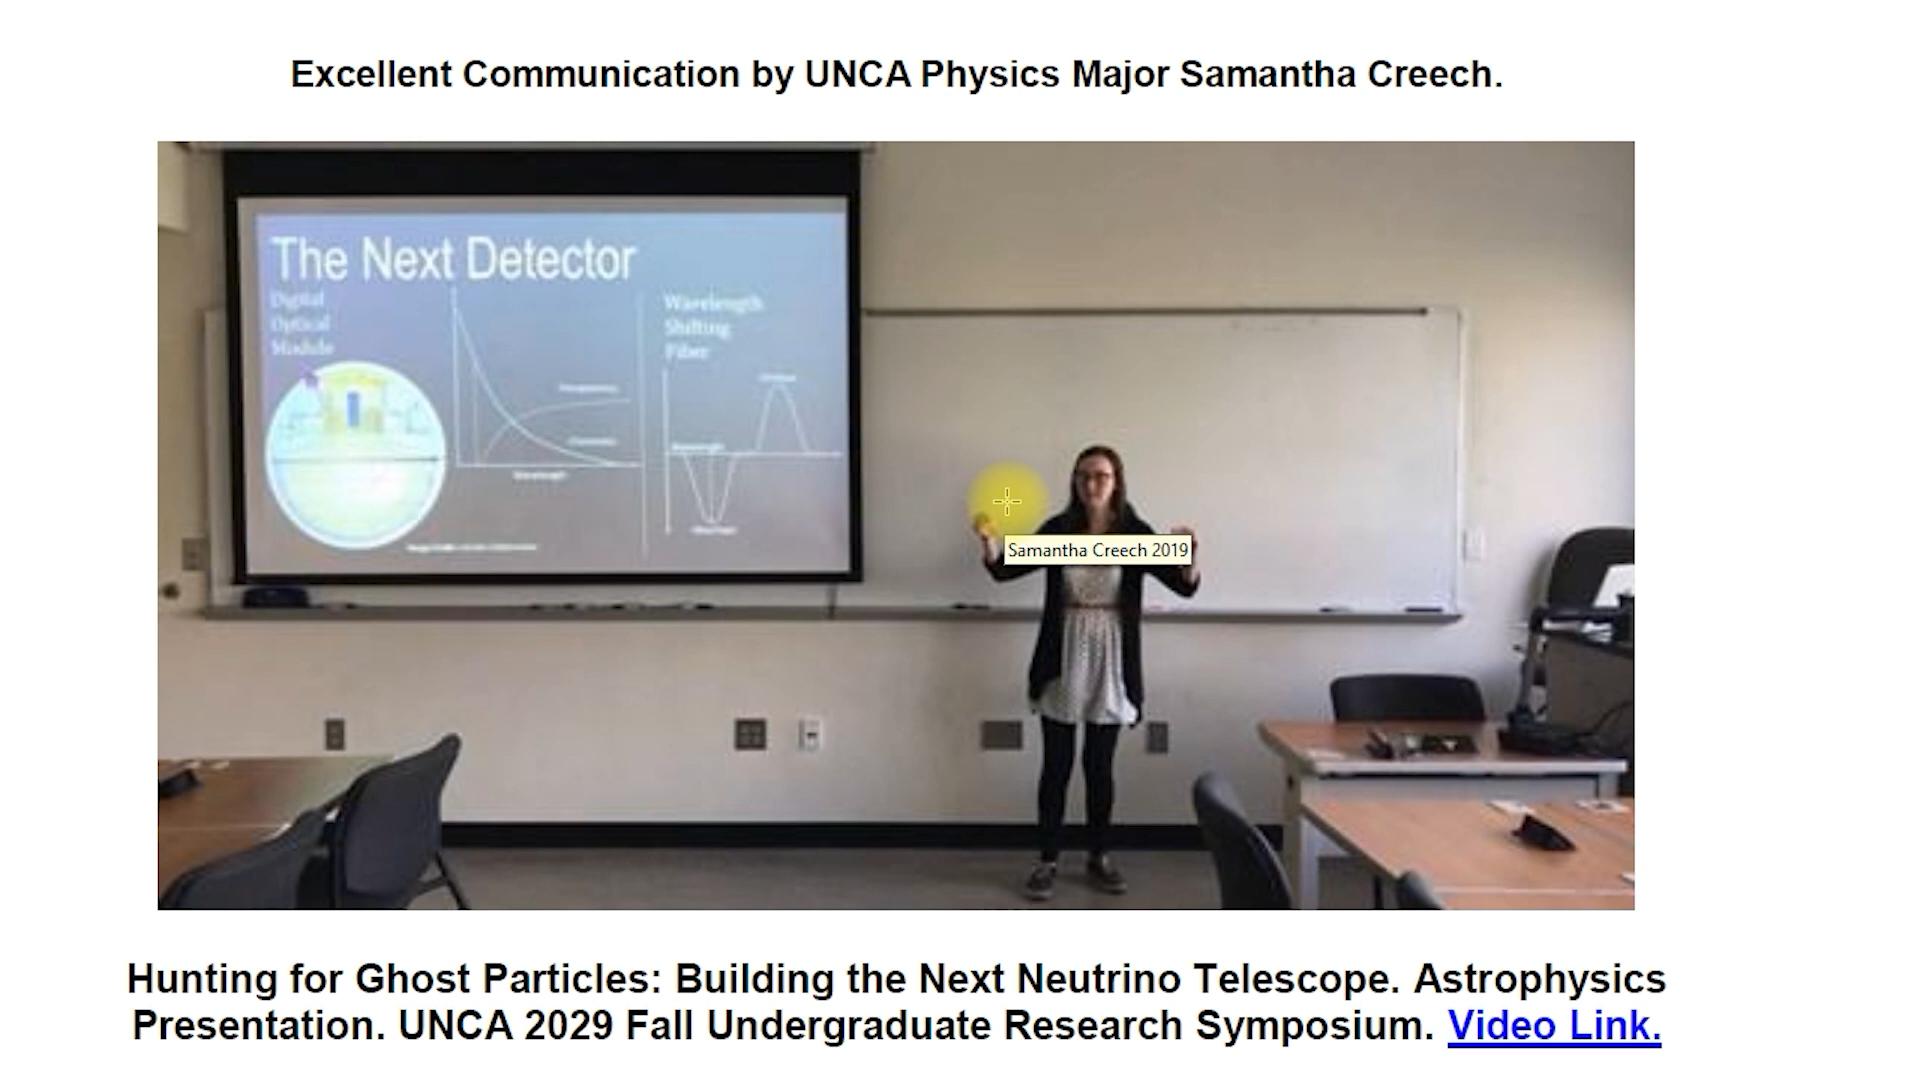 Excellent Communication by UNCA Physics Major Samantha Creech.
The Next Detector
Digital
Optical
Module
Wavelength
Shifting
Fiber
Samantha Creech 2019
Hunting for Ghost Particles: Building the Next Neutrino Telescope. Astrophysics
Presentation. UNCA 2029 Fall Undergraduate Research Symposium. Video Link.